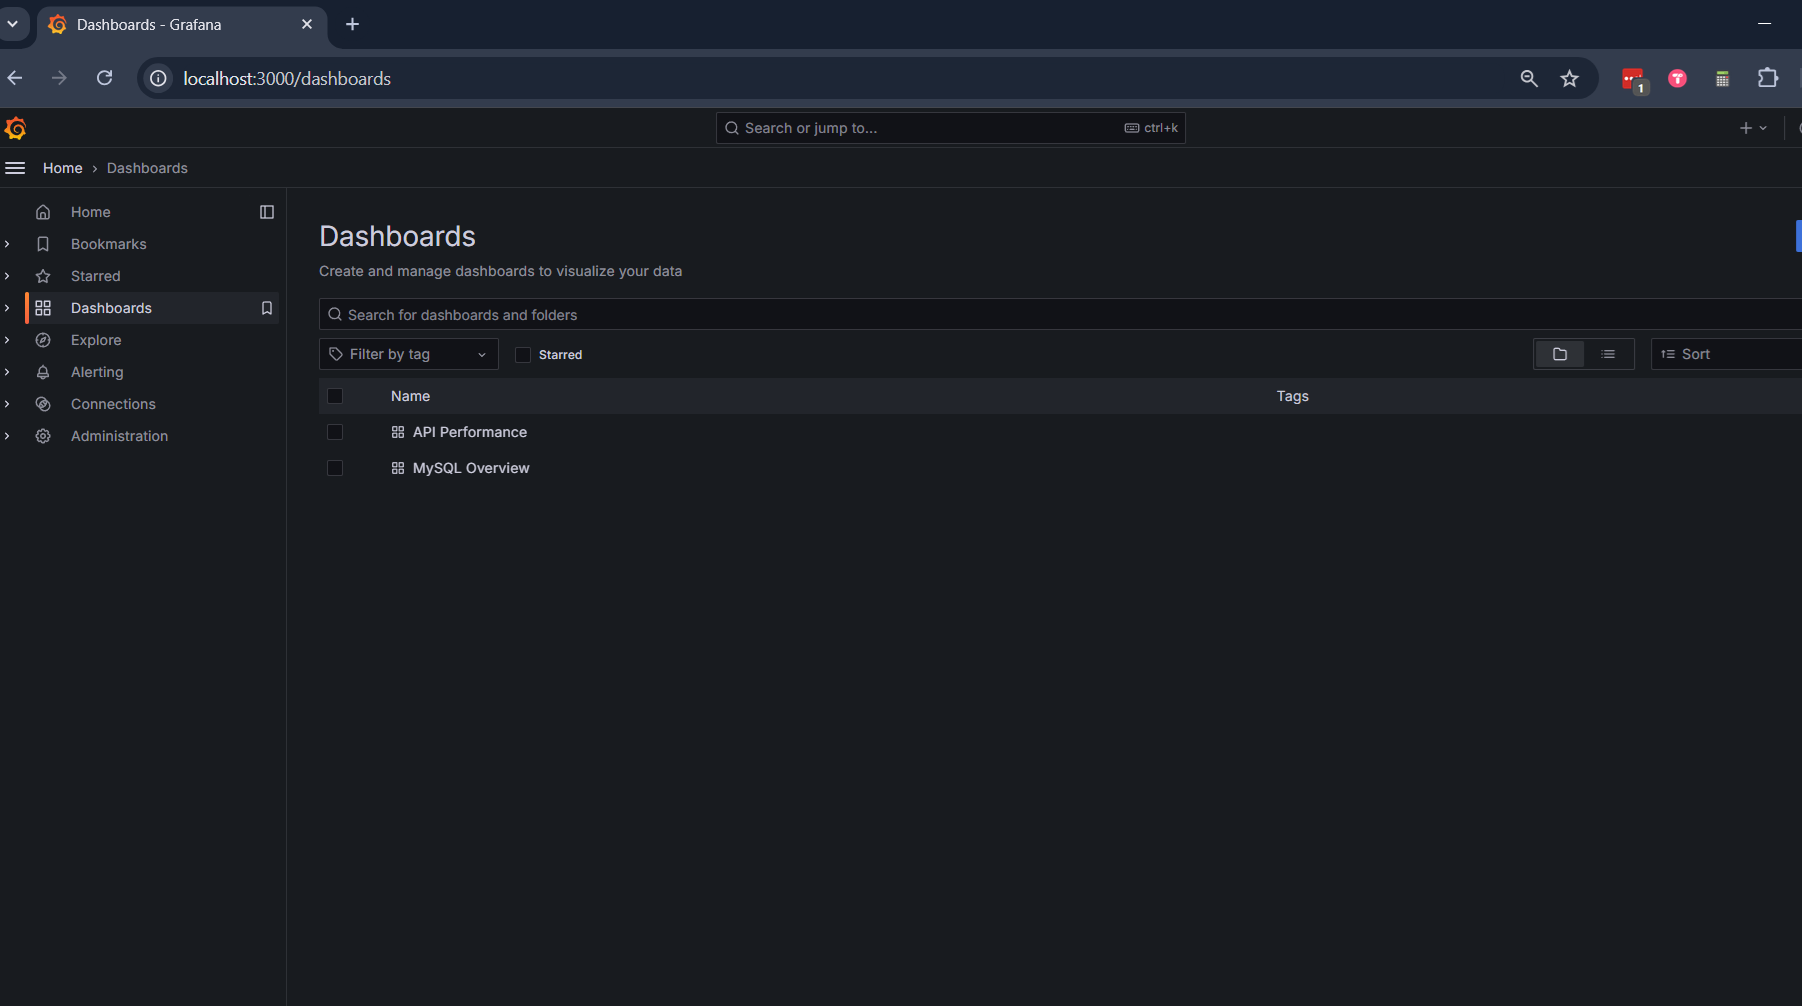 Dashboards - Grafana
localhost:3000/dashboards
1
Search or jump to...
ctrl+k
Home
Dashboards
Home
Bookmarks
Starred
Dashboards
Explore
Alerting
Connections
Administration
Dashboards
Create and manage dashboards to visualize your data
Search for dashboards and folders
Filter by tag
Starred
Sort
Name
Tags
API Performance
MySQL Overview